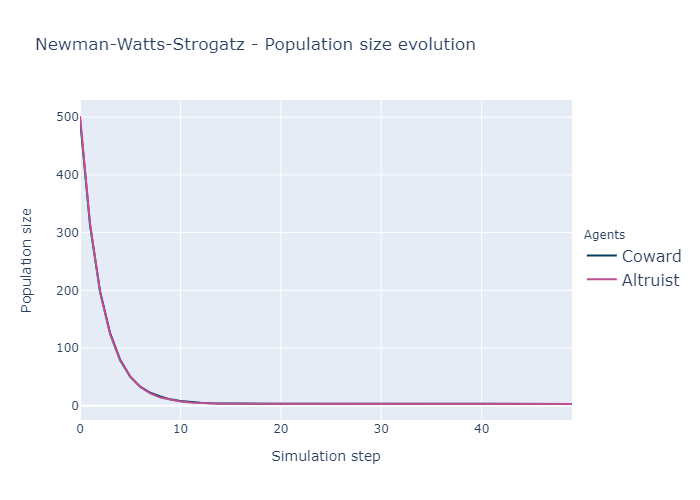 Newman-Watts-Strogatz - Population size evolution
Population size
500
400
300
200
100
0
0 10 20 30 40
Simulation step
Agents
Coward
Altruist